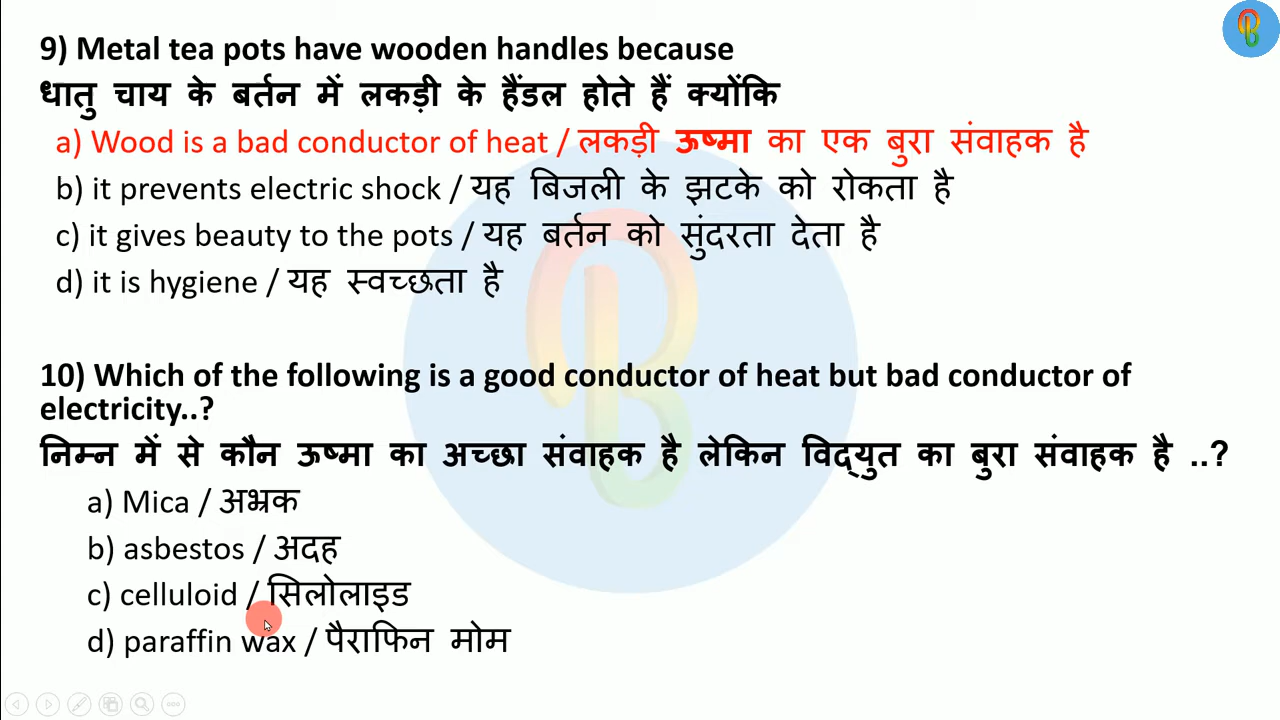 9) Metal tea pots have wooden handles because
धातु चाय के बर्तन में लकड़ी के हैंडल होते हैं क्योंकि
a) Wood is a bad conductor of heat / लकड़ी ऊष्मा का एक बुरा संवाहक है
b) it prevents electric shock / यह बिजली के झटके को रोकता है
c) it gives beauty to the pots / यह बर्तन को सुंदरता देता है
d) it is hygiene / यह स्वच्छता है
10) Which of the following is a good conductor of heat but bad conductor of
electricity..?
निम्न में से कौन ऊष्मा का अच्छा संवाहक है लेकिन विद्‌युत का बुरा संवाहक है ..?
a) Mica / अभ्रक
b) asbestos / अदह
c) celluloid / सिलोलाइड
d) paraffin wax / पैराफिन मोम